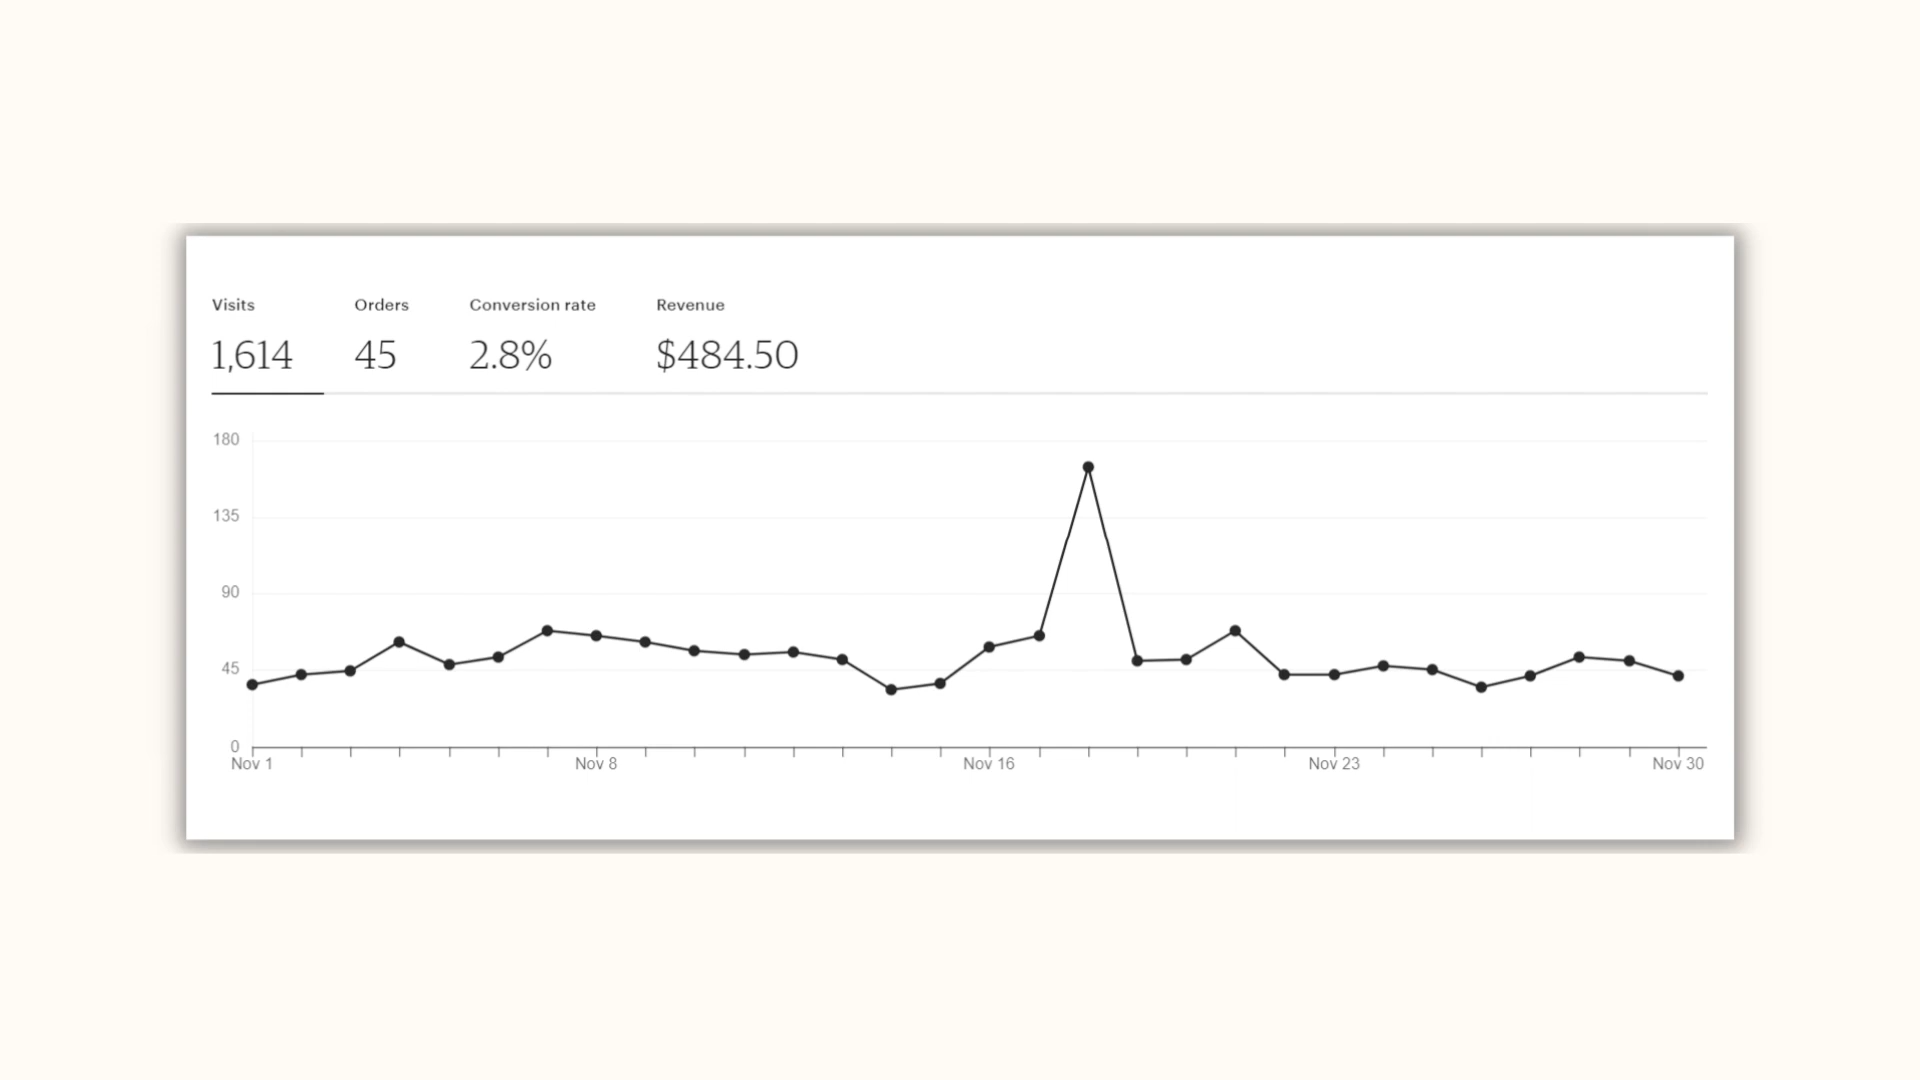 Visits Orders Conversion rate Revenue
1,614 45 2.8% $484.50
180
135
90
45
0
Nov 1 Nov 8 Nov 16 Nov 23 Nov 30